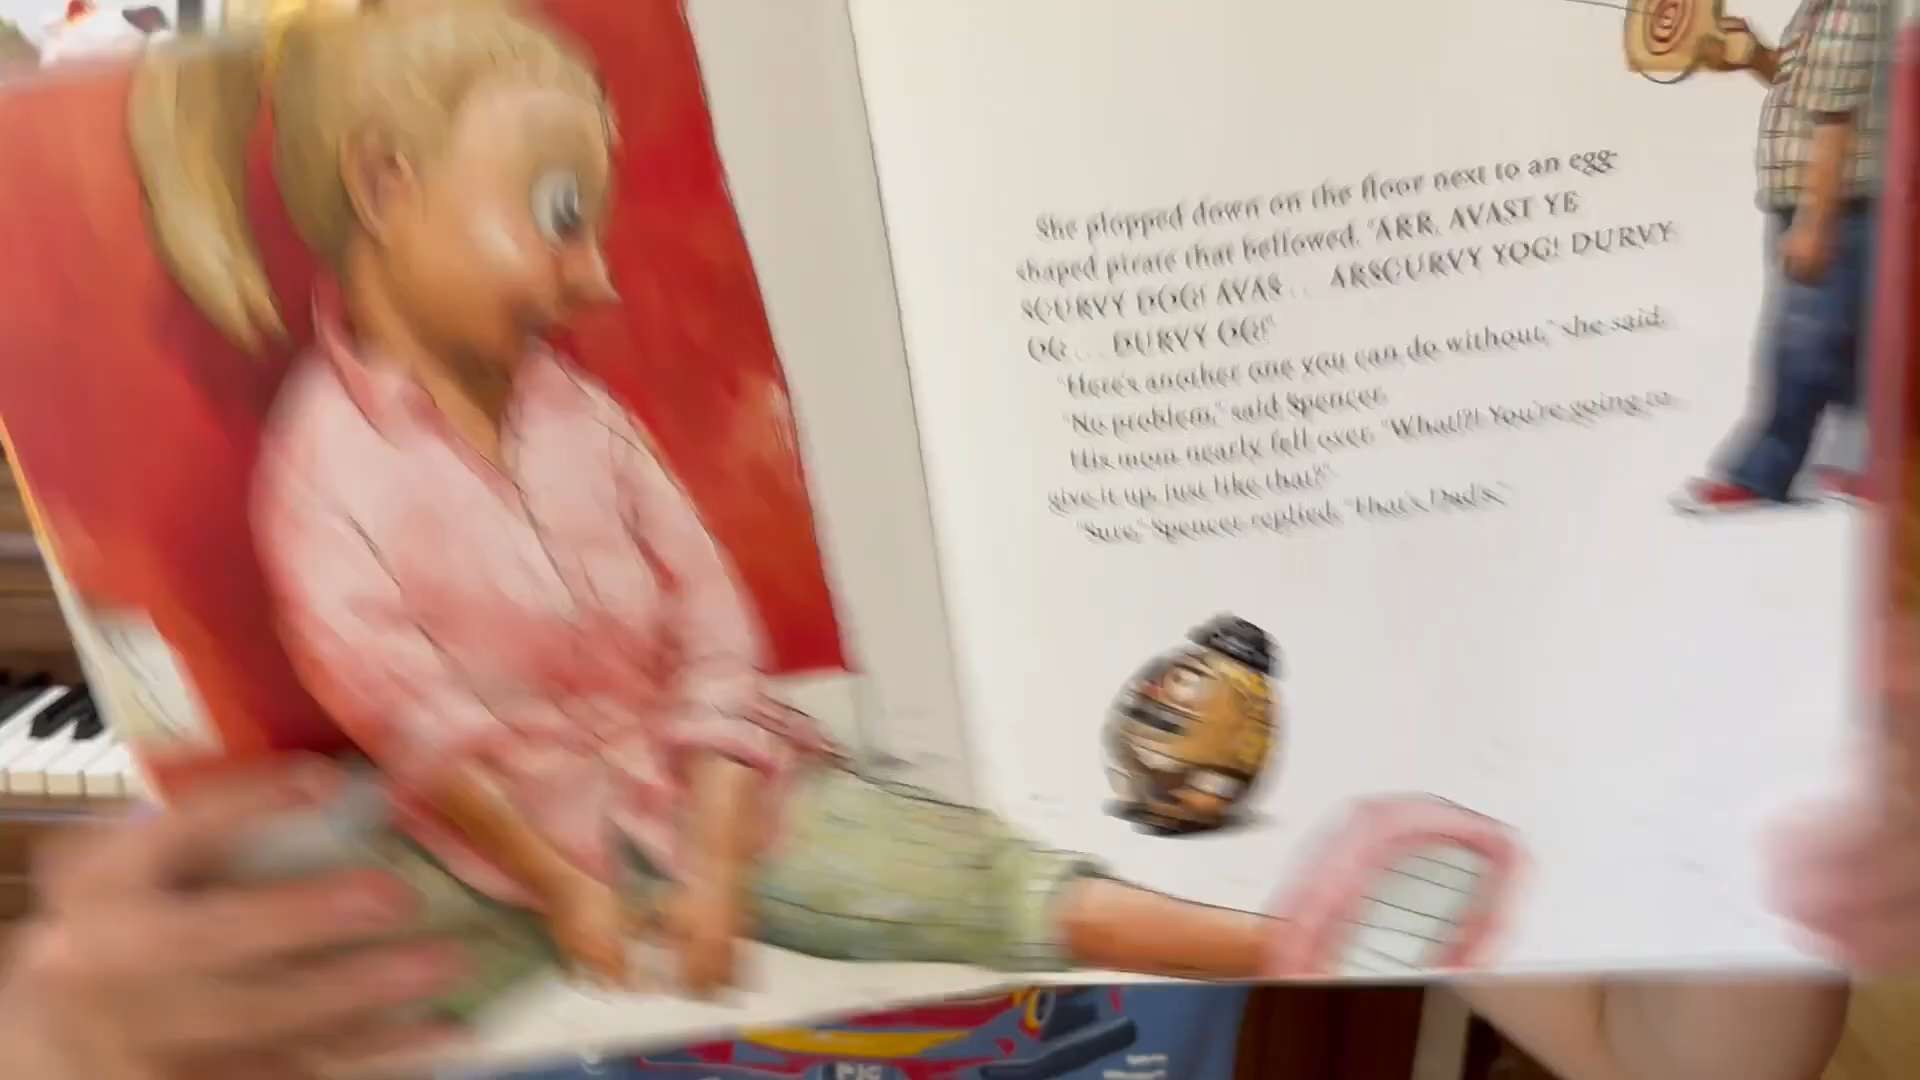 She plopped down on the floor next to an egg-
shaped pirate that bellowed, "ARR, AVAST YE
SCURVY DOG! AVAS . . . ARSCURVY YOG! DURVY
OG . . . DURVY OG!"
"Here's another one you can do without," she said.
"No problem," said Spencer.
His mom nearly fell over. "What?! You're going to
give it up, just like that?"
"Sure," Spencer replied. "That's Dad's."
PIG